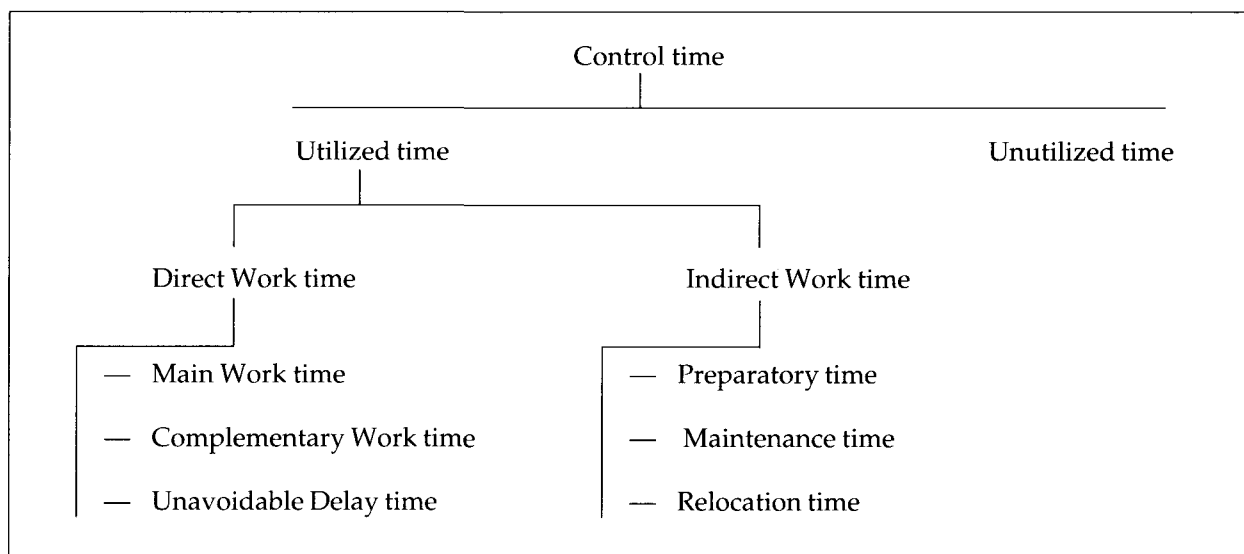 Control time
Utilized time Unutilized time
Direct Work time Indirect Work time
— Main Work time — Preparatory time
— Complementary Work time — Maintenance time
— Unavoidable Delay time — Relocation time